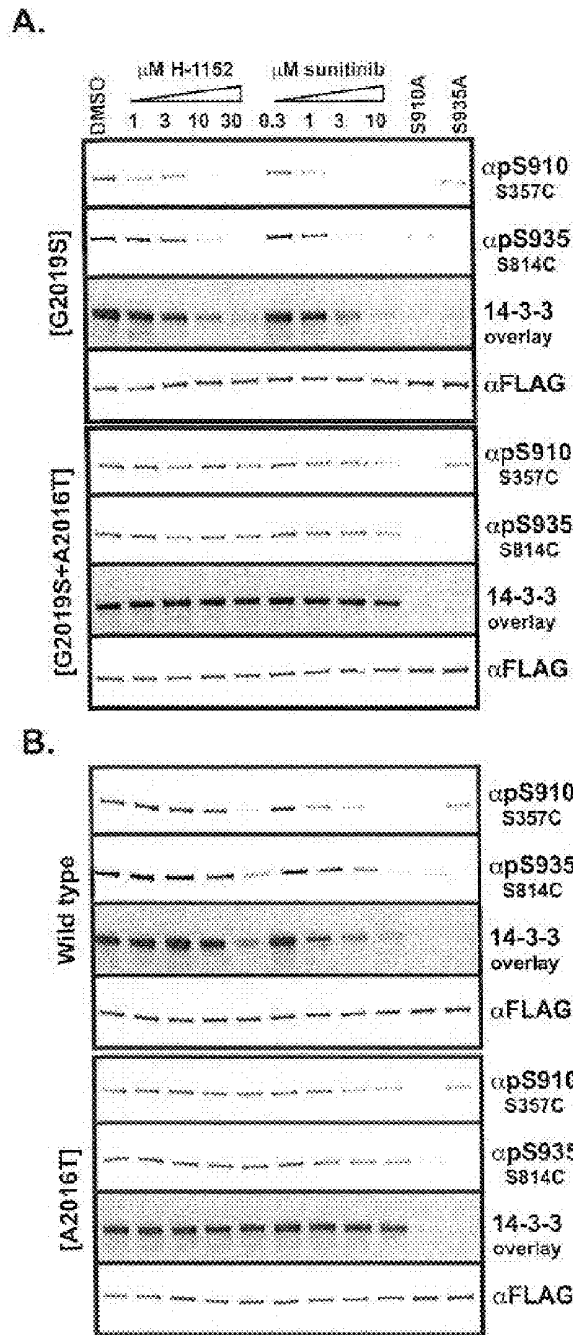 A.
µM H-1152
µM sunitinib
DMSO
1 3 10 30 0.3 1 3 10
S910A
S935A
[G2019S]
αpS910
S357C
αpS935
S814C
14-3-3
overlay
αFLAG
[G2019S+A2016T]
αpS910
S357C
αpS935
S814C
14-3-3
overlay
αFLAG
B.
Wild type
αpS910
S357C
αpS935
S814C
14-3-3
overlay
αFLAG
[A2016T]
αpS910
S357C
αpS935
S814C
14-3-3
overlay
αFLAG